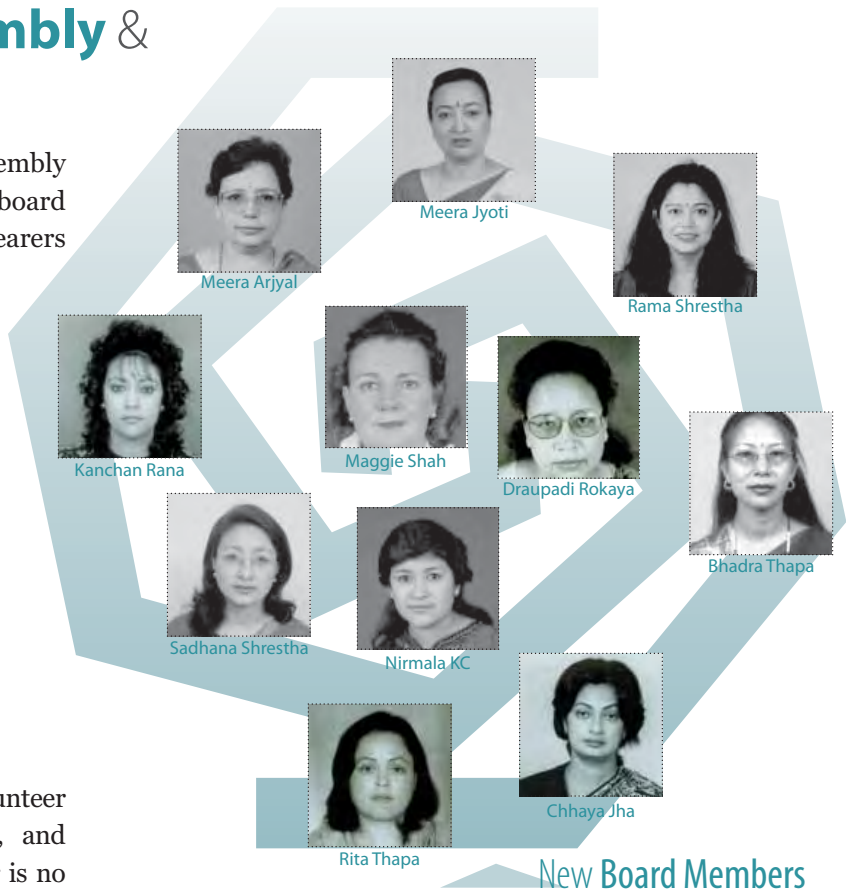 mbly &
embly
board
earers
Meera Jyoti
Meera Arjyal
Rama Shrestha
Kanchan Rana
Maggie Shah
Draupadi Rokaya
Bhadra Thapa
Sadhana Shrestha
Nirmala KC
Chhaya Jha
Rita Thapa
unteer
, and
is no
New Board Members